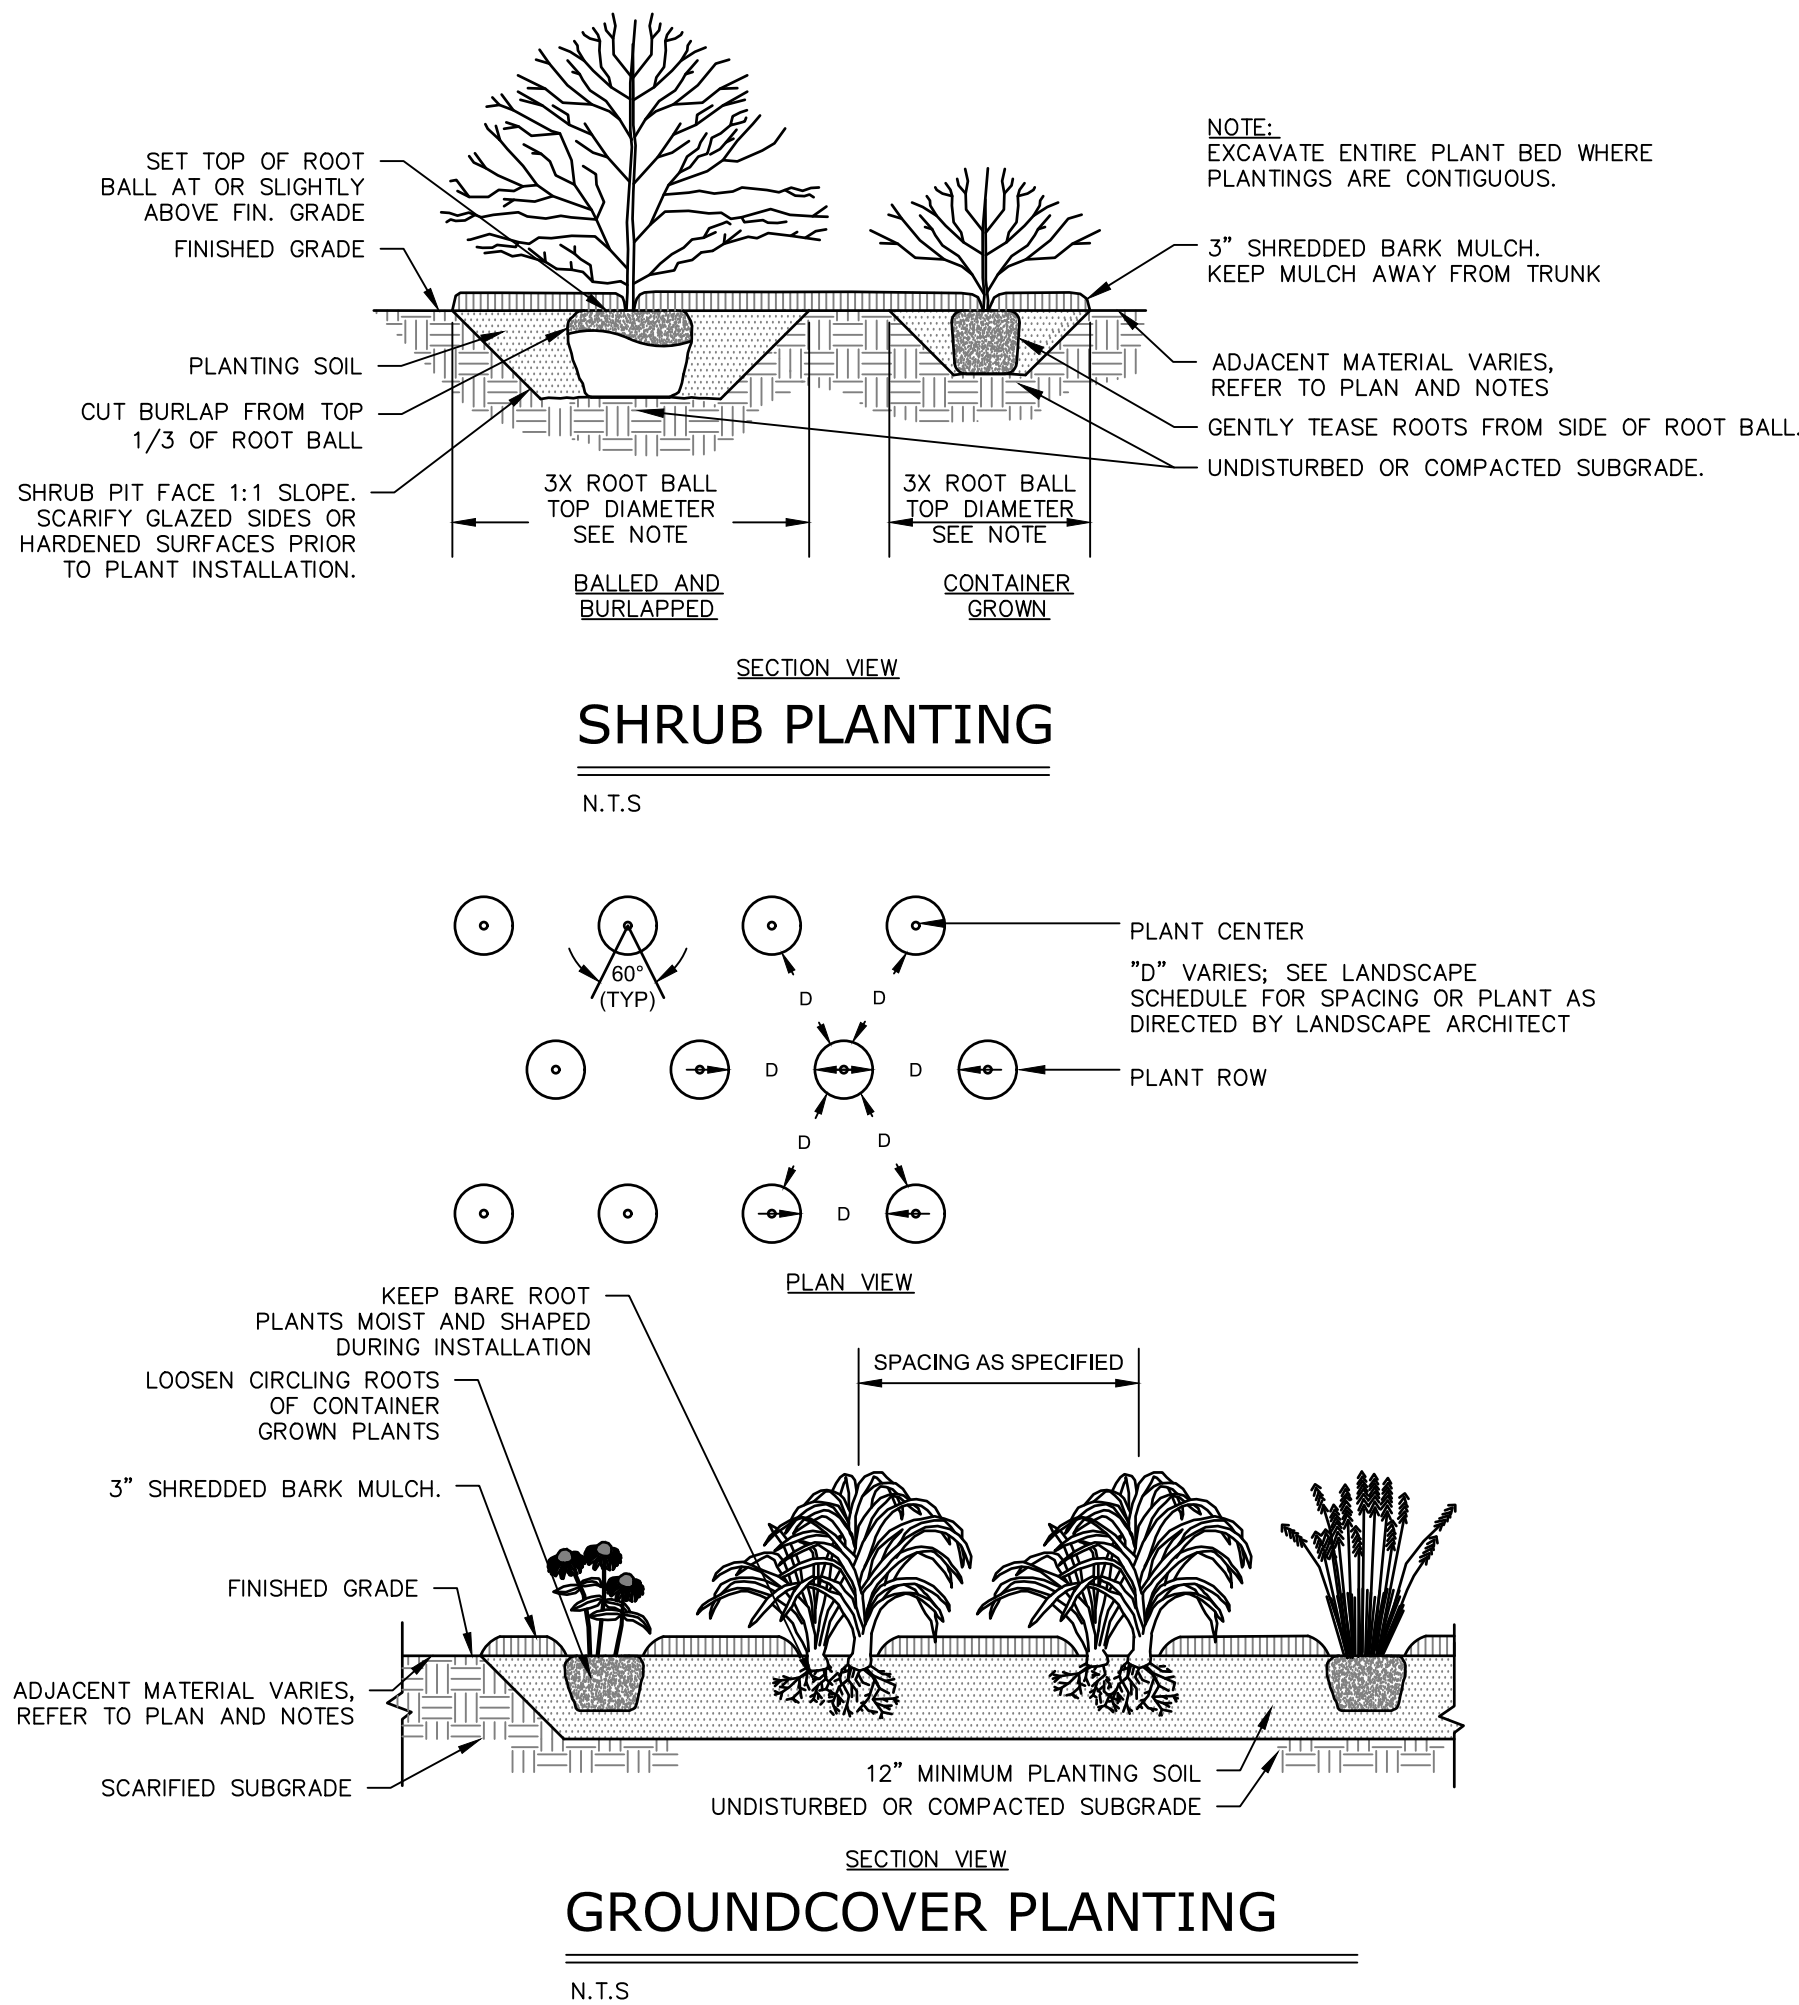 SET TOP OF ROOT
BALL AT OR SLIGHTLY
ABOVE FIN. GRADE
FINISHED GRADE
PLANTING SOIL
CUT BURLAP FROM TOP
1/3 OF ROOT BALL
SHRUB PIT FACE 1:1 SLOPE.
SCARIFY GLAZED SIDES OR
HARDENED SURFACES PRIOR
TO PLANT INSTALLATION.
NOTE:
EXCAVATE ENTIRE PLANT BED WHERE
PLANTINGS ARE CONTIGUOUS.
3” SHREDDED BARK MULCH.
KEEP MULCH AWAY FROM TRUNK
ADJACENT MATERIAL VARIES,
REFER TO PLAN AND NOTES
GENTLY TEASE ROOTS FROM SIDE OF ROOT BALL.
UNDISTURBED OR COMPACTED SUBGRADE.
3X ROOT BALL
TOP DIAMETER
SEE NOTE
3X ROOT BALL
TOP DIAMETER
SEE NOTE
BALLED AND
BURLAPPED
CONTAINER
GROWN
SECTION VIEW
SHRUB PLANTING
N.T.S
60°
(TYP)
D
D
D
D
D
D
D
PLANT CENTER
”D” VARIES; SEE LANDSCAPE
SCHEDULE FOR SPACING OR PLANT AS
DIRECTED BY LANDSCAPE ARCHITECT
PLANT ROW
PLAN VIEW
KEEP BARE ROOT
PLANTS MOIST AND SHAPED
DURING INSTALLATION
LOOSEN CIRCLING ROOTS
OF CONTAINER
GROWN PLANTS
3” SHREDDED BARK MULCH.
FINISHED GRADE
ADJACENT MATERIAL VARIES,
REFER TO PLAN AND NOTES
SCARIFIED SUBGRADE
SPACING AS SPECIFIED
12” MINIMUM PLANTING SOIL
UNDISTURBED OR COMPACTED SUBGRADE
SECTION VIEW
GROUNDCOVER PLANTING
N.T.S